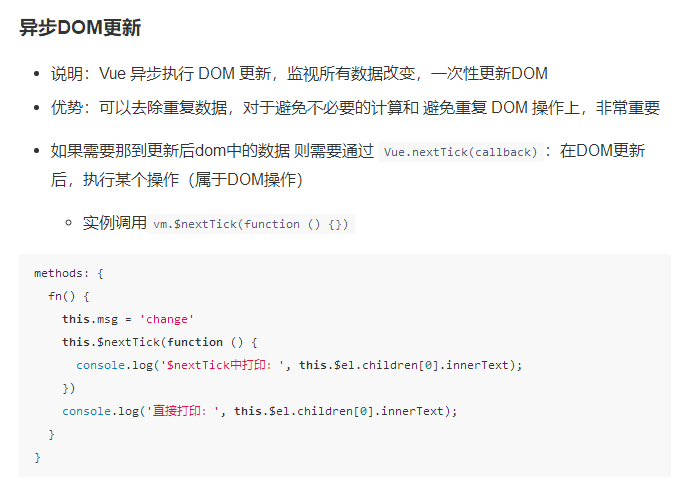 异步DOM更新
说明：Vue 异步执行 DOM 更新，监视所有数据改变，一次性更新DOM
优势：可以去除重复数据，对于避免不必要的计算和 避免重复 DOM 操作上，非常重要
如果需要那到更新后dom中的数据 则需要通过 Vue.nextTick(callback) ：在DOM更新
后，执行某个操作（属于DOM操作）
实例调用 vm.$nextTick(function () {})
methods: {
  fn() {
    this.msg = 'change'
    this.$nextTick(function () {
      console.log('$nextTick中打印：', this.$el.children[0].innerText);
    })
    console.log('直接打印：', this.$el.children[0].innerText);
  }
}